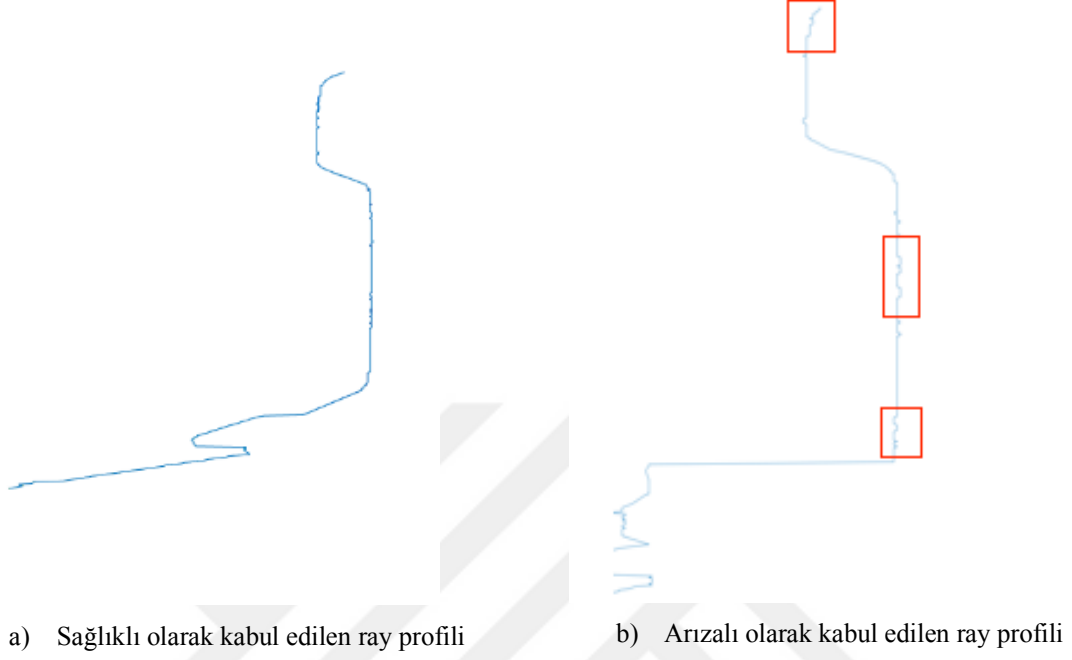 a) Sağlıklı olarak kabul edilen ray profili
b) Arızalı olarak kabul edilen ray profili